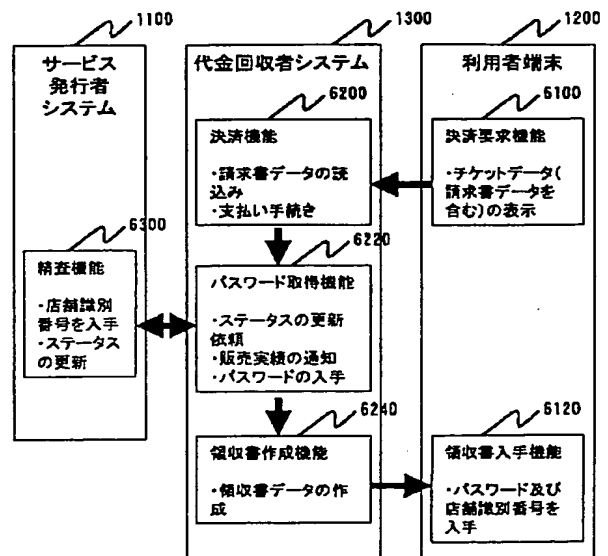 1100
サービス
発行者
システム
6300
精査機能
・店舗識別
番号を入手
・ステータス
の更新
1300
代金回収者システム
6200
決済機能
・請求書データの読
込み
・支払い手続き
6220
パスワード取得機能
・ステータスの更新
依頼
・販売実績の通知
・パスワードの入手
6240
領収書作成機能
・領収書データの作
成
1200
利用者端末
6100
決済要求機能
・チケットデータ(
請求書データを
含む)の表示
6120
領収書入手機能
・パスワード及び
店舗識別番号を
入手